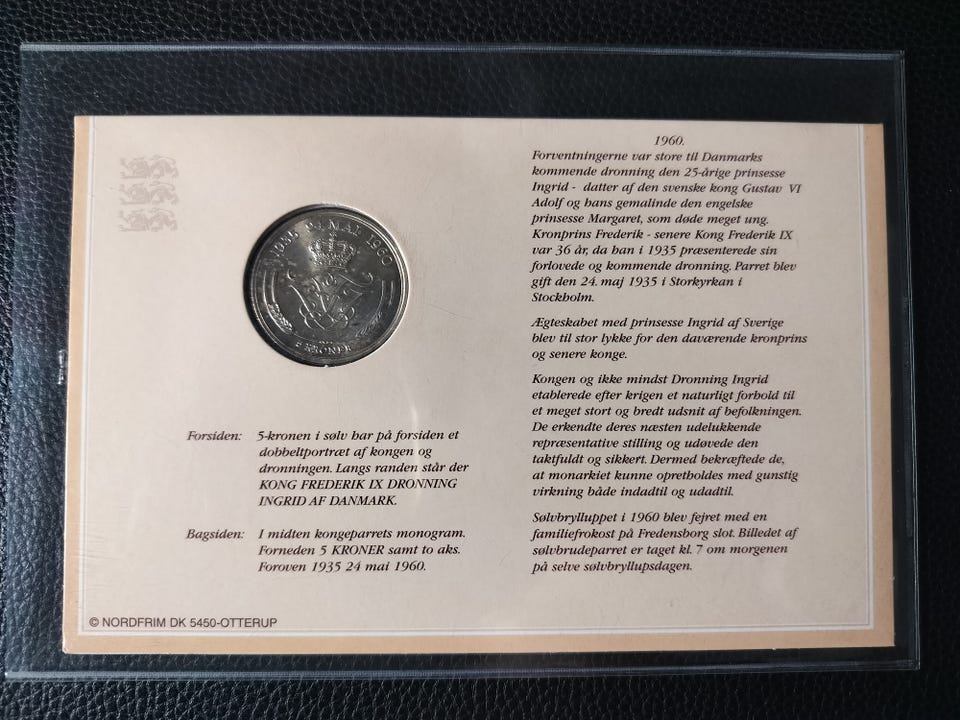 1935 24 MAI 1960
5 KRONER
Forsiden: 5-kronen i sølv har på forsiden et
dobbeltportræt af kongen og
dronningen. Langs randen står der
KONG FREDERIK IX DRONNING
INGRID AF DANMARK.
Bagsiden: I midten kongeparrets monogram.
Forneden 5 KRONER samt to aks.
Foroven 1935 24 mai 1960.
© NORDFRIM DK 5450-OTTERUP
1960.
Forventningerne var store til Danmarks
kommende dronning den 25-årige prinsesse
Ingrid - datter af den svenske kong Gustav VI
Adolf og hans gemalinde den engelske
prinsesse Margaret, som døde meget ung.
Kronprins Frederik - senere Kong Frederik IX
var 36 år, da han i 1935 præsenterede sin
forlovede og kommende dronning. Parret blev
gift den 24. maj 1935 i Storkyrkan i
Stockholm.
Ægteskabet med prinsesse Ingrid af Sverige
blev til stor lykke for den daværende kronprins
og senere konge.
Kongen og ikke mindst Dronning Ingrid
etablerede efter krigen et naturligt forhold til
et meget stort og bredt udsnit af befolkningen.
De erkendte deres næsten udelukkende
repræsentative stilling og udøvede den
taktfuldt og sikkert. Dermed bekræftede de,
at monarkiet kunne opretholdes med gunstig
virkning både indadtil og udadtil.
Sølvbrylluppet i 1960 blev fejret med en
familiefrokost på Fredensborg slot. Billedet af
sølvbrudeparret er taget kl. 7 om morgenen
på selve sølvbryllupsdagen.